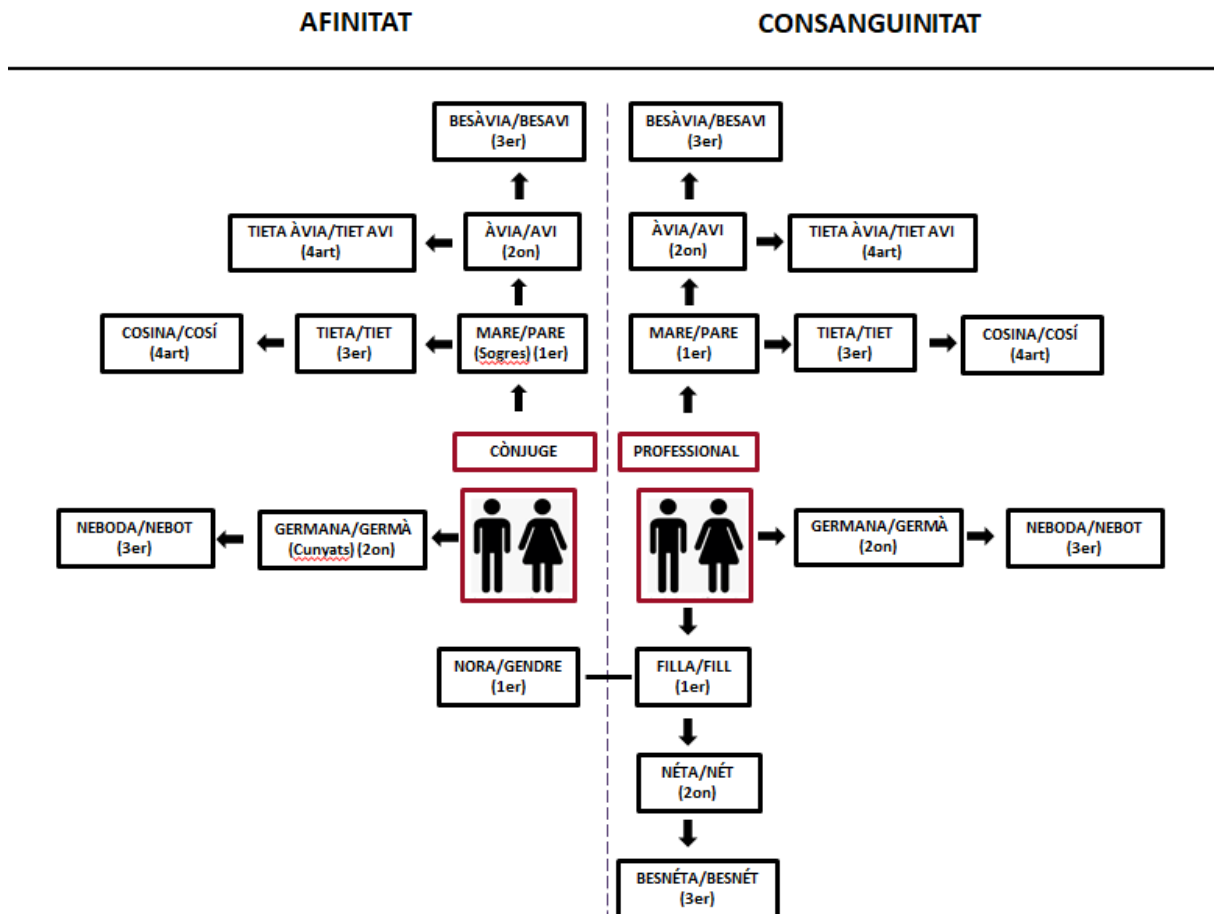 AFINITAT
CONSANGUINITAT
BESÀVIA/BESAVI
(3er)
BESÀVIA/BESAVI
(3er)
TIETA ÀVIA/TIET AVI
(4art)
ÀVIA/AVI
(2on)
ÀVIA/AVI
(2on)
TIETA ÀVIA/TIET AVI
(4art)
COSINA/COSÍ
(4art)
TIETA/TIET
(3er)
MARE/PARE
(Sogres) (1er)
MARE/PARE
(1er)
TIETA/TIET
(3er)
COSINA/COSÍ
(4art)
CÒNJUGE
PROFESSIONAL
NEBODA/NEBOT
(3er)
GERMANA/GERMÀ
(Cunyats) (2on)
GERMANA/GERMÀ
(2on)
NEBODA/NEBOT
(3er)
NORA/GENDRE
(1er)
FILLA/FILL
(1er)
NÉTA/NÉT
(2on)
BESNÉTA/BESNÉT
(3er)